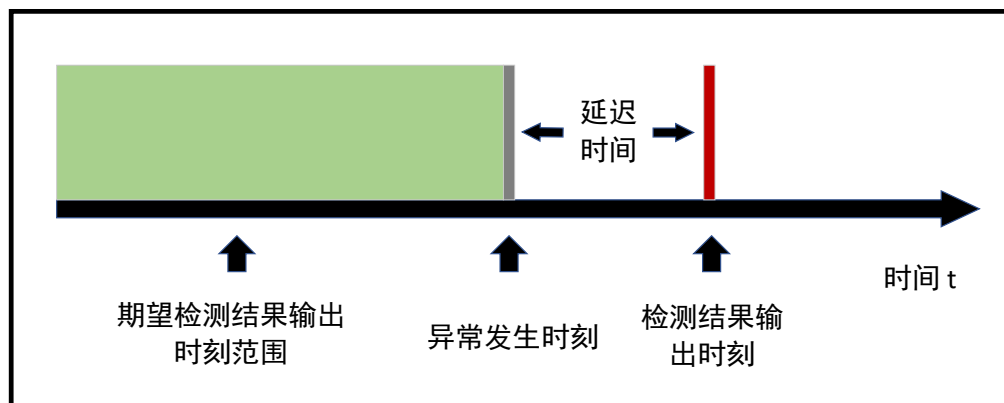 延迟
时间
时间 t
期望检测结果输出
时刻范围
异常发生时刻
检测结果输
出时刻